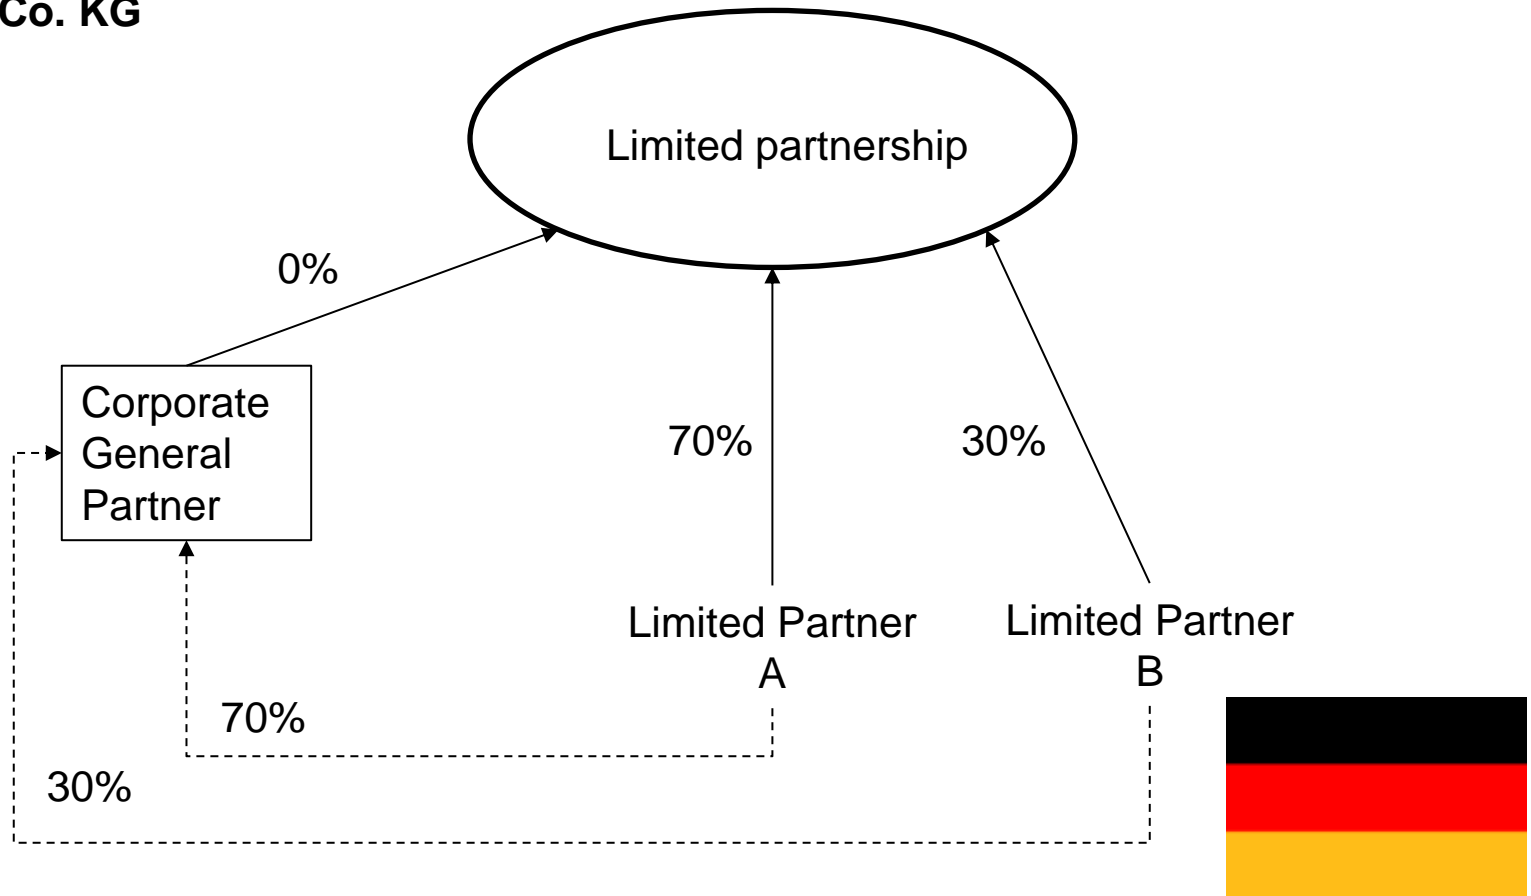 Co. KG
Limited partnership
0%
Corporate
General
Partner
70%
30%
Limited Partner
A
Limited Partner
B
70%
30%